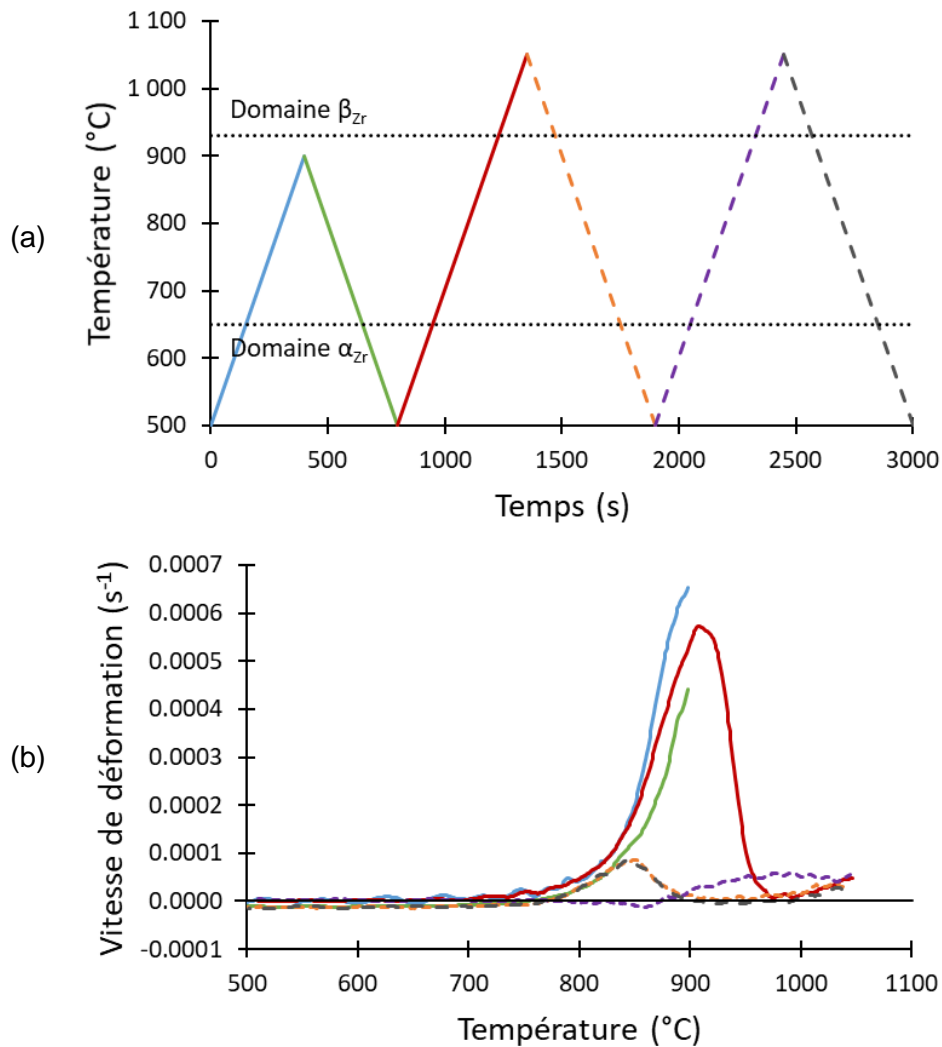 (a)
Température (°C)
1 100
1 000
900
800
700
600
500
Domaine βZr
Domaine αZr
0 500 1000 1500 2000 2500 3000
Temps (s)
(b)
Vitesse de déformation (s-1)
0.0007
0.0006
0.0005
0.0004
0.0003
0.0002
0.0001
0.0000
-0.0001
500 600 700 800 900 1000 1100
Température (°C)